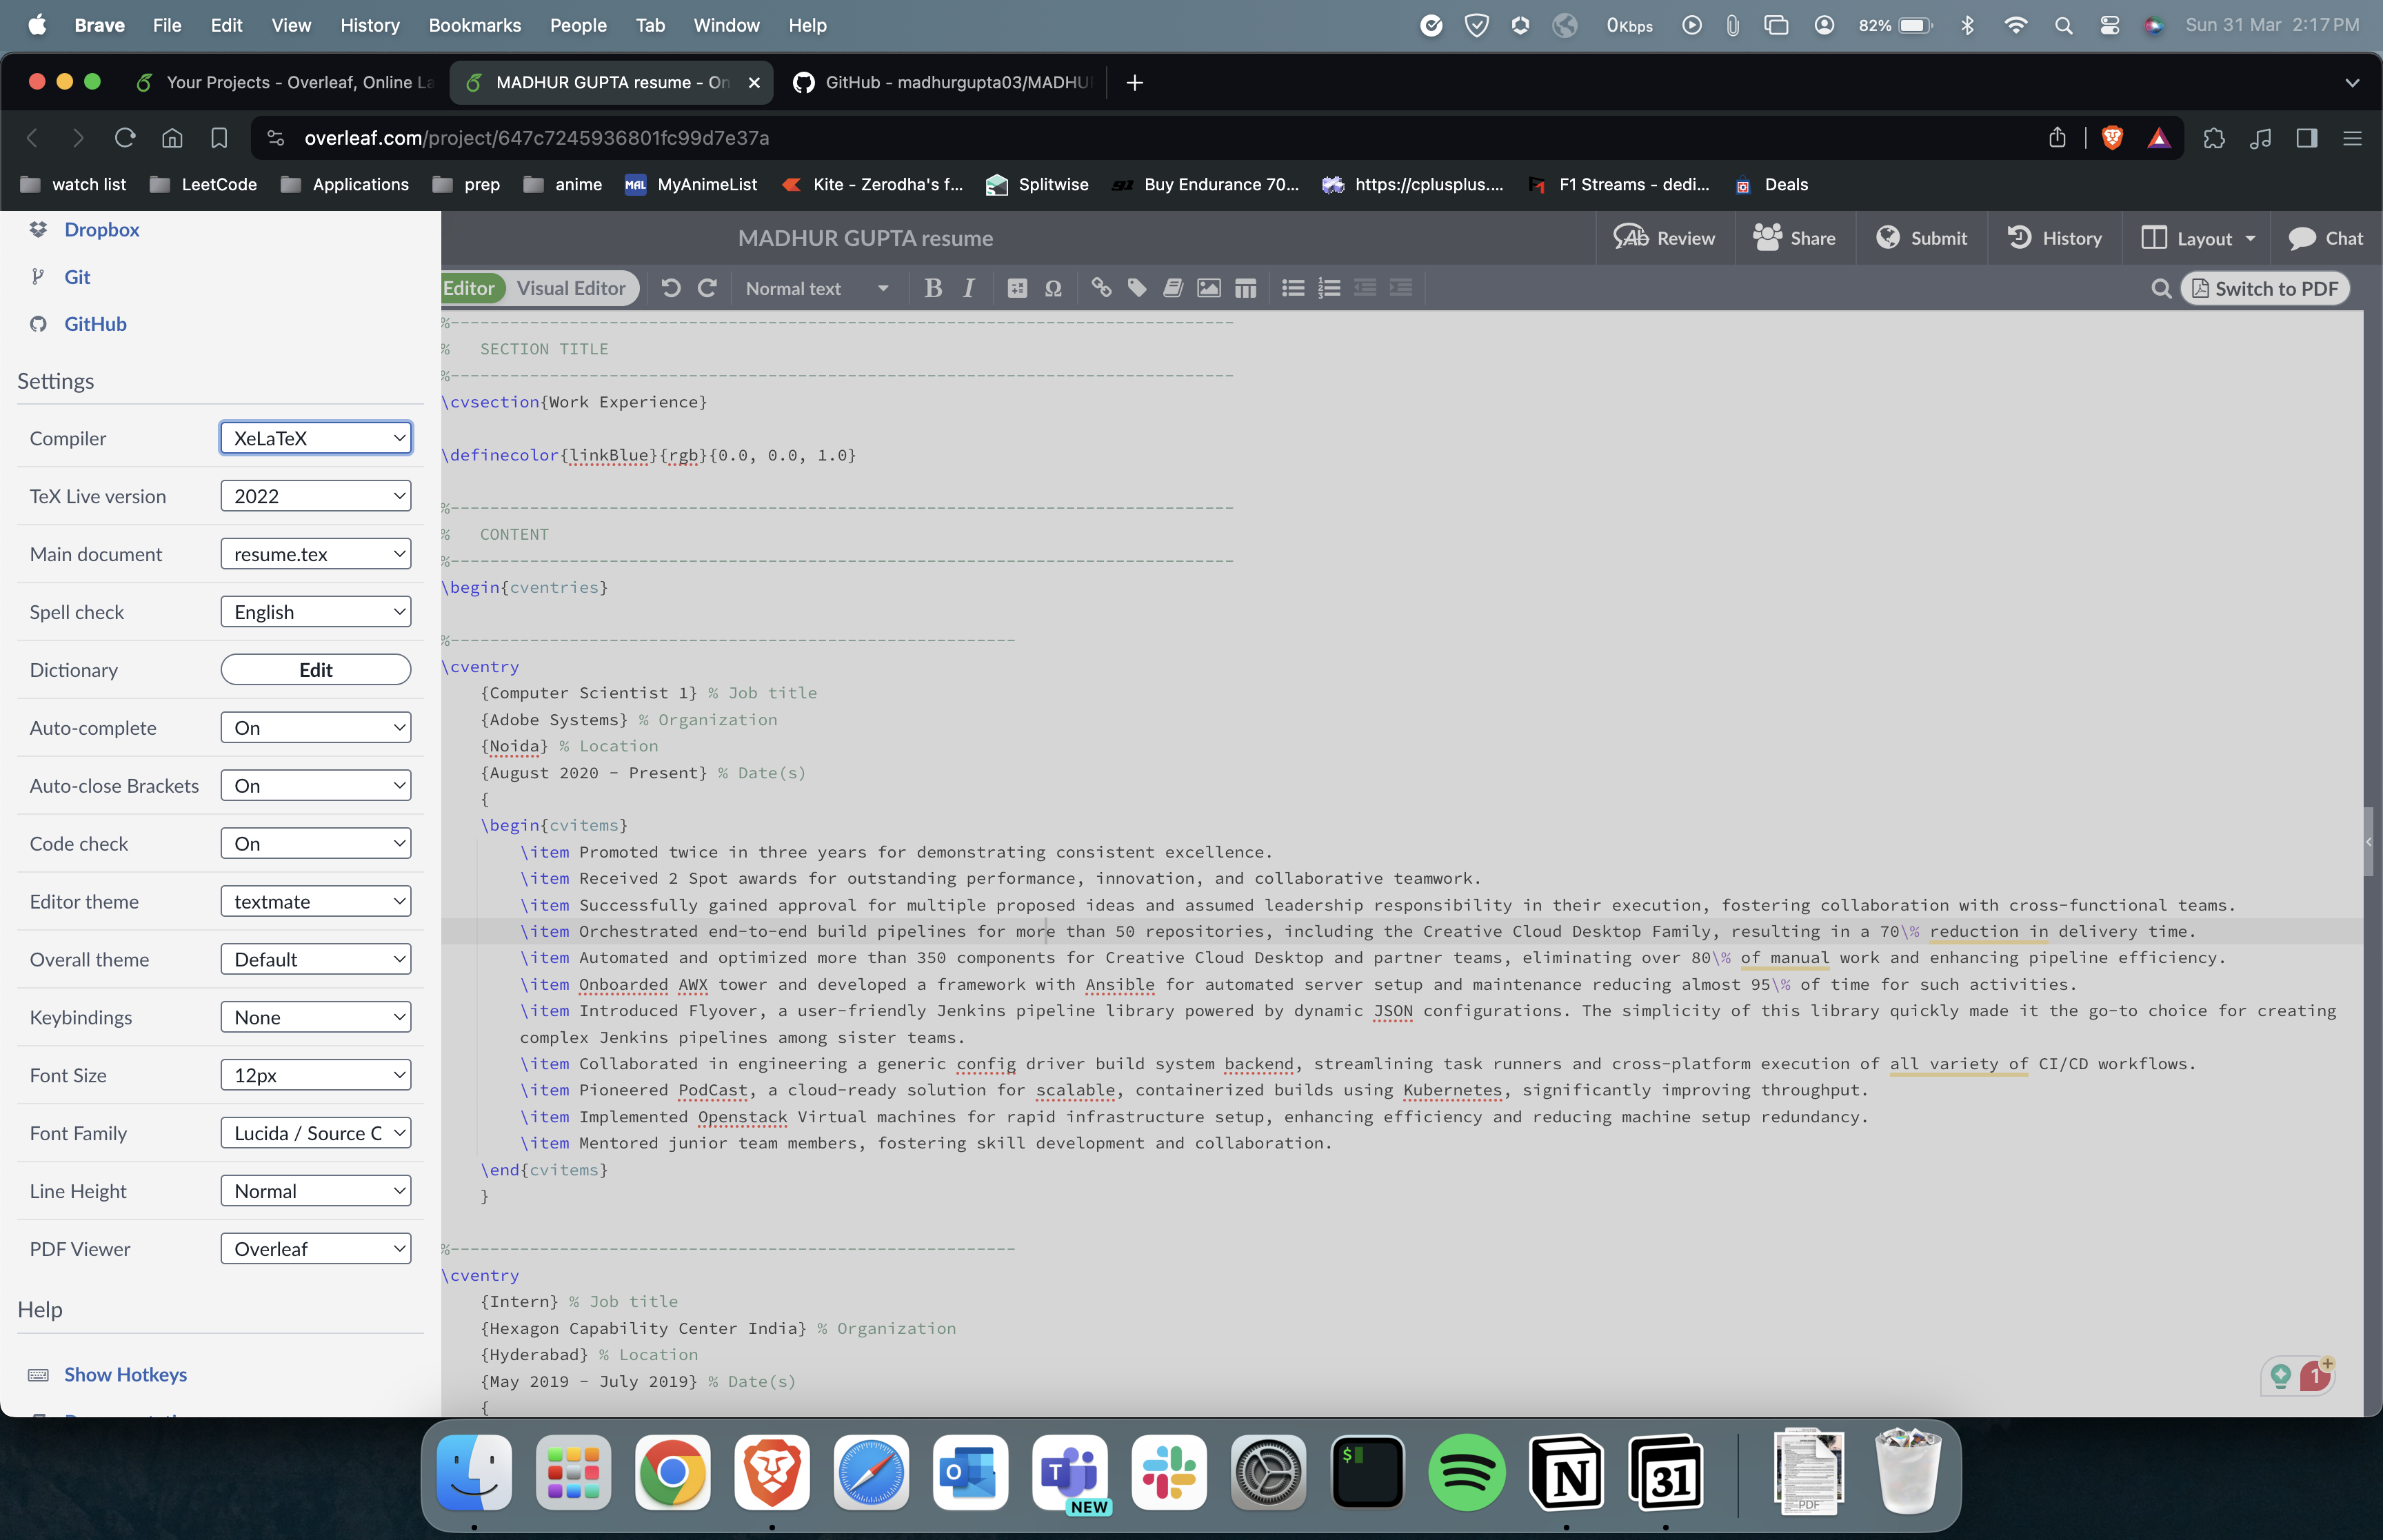 Brave File Edit View History Bookmarks People Tab Window Help 0Kbps 82% Sun 31 Mar 2:17 PM
Your Projects - Overleaf, Online La MADHUR GUPTA resume - On GitHub - madhurgupta03/MADHU
overleaf.com/project/647c7245936801fc99d7e37a
watch list LeetCode Applications prep anime MAL MyAnimeList Kite - Zerodha's f... Splitwise Buy Endurance 70... https://cplusplus.... F1 Streams - dedi... Deals
Dropbox
Git
GitHub
Settings
Compiler XeLaTeX
TeX Live version 2022
Main document resume.tex
Spell check English
Dictionary Edit
Auto-complete On
Auto-close Brackets On
Code check On
Editor theme textmate
Overall theme Default
Keybindings None
Font Size 12px
Font Family Lucida / Source C
Line Height Normal
PDF Viewer Overleaf
Help
Show Hotkeys
MADHUR GUPTA resume Review Share Submit History Layout Chat
Editor Visual Editor Normal text B I Ω Switch to PDF
%-------------------------------------------------------------------------------
% SECTION TITLE
%-------------------------------------------------------------------------------
\cvsection{Work Experience}
\definecolor{linkBlue}{rgb}{0.0, 0.0, 1.0}
%-------------------------------------------------------------------------------
% CONTENT
%-------------------------------------------------------------------------------
\begin{cventries}
%---------------------------------------------------------
\cventry
{Computer Scientist 1} % Job title
{Adobe Systems} % Organization
{Noida} % Location
{August 2020 - Present} % Date(s)
{
\begin{cvitems}
\item Promoted twice in three years for demonstrating consistent excellence.
\item Received 2 Spot awards for outstanding performance, innovation, and collaborative teamwork.
\item Successfully gained approval for multiple proposed ideas and assumed leadership responsibility in their execution, fostering collaboration with cross-functional teams.
\item Orchestrated end-to-end build pipelines for more than 50 repositories, including the Creative Cloud Desktop Family, resulting in a 70\% reduction in delivery time.
\item Automated and optimized more than 350 components for Creative Cloud Desktop and partner teams, eliminating over 80\% of manual work and enhancing pipeline efficiency.
\item Onboarded AWX tower and developed a framework with Ansible for automated server setup and maintenance reducing almost 95\% of time for such activities.
\item Introduced Flyover, a user-friendly Jenkins pipeline library powered by dynamic JSON configurations. The simplicity of this library quickly made it the go-to choice for creating
complex Jenkins pipelines among sister teams.
\item Collaborated in engineering a generic config driver build system backend, streamlining task runners and cross-platform execution of all variety of CI/CD workflows.
\item Pioneered PodCast, a cloud-ready solution for scalable, containerized builds using Kubernetes, significantly improving throughput.
\item Implemented Openstack Virtual machines for rapid infrastructure setup, enhancing efficiency and reducing machine setup redundancy.
\item Mentored junior team members, fostering skill development and collaboration.
\end{cvitems}
}
%---------------------------------------------------------
\cventry
{Intern} % Job title
{Hexagon Capability Center India} % Organization
{Hyderabad} % Location
{May 2019 - July 2019} % Date(s)
{
1
NEW
31
PDF